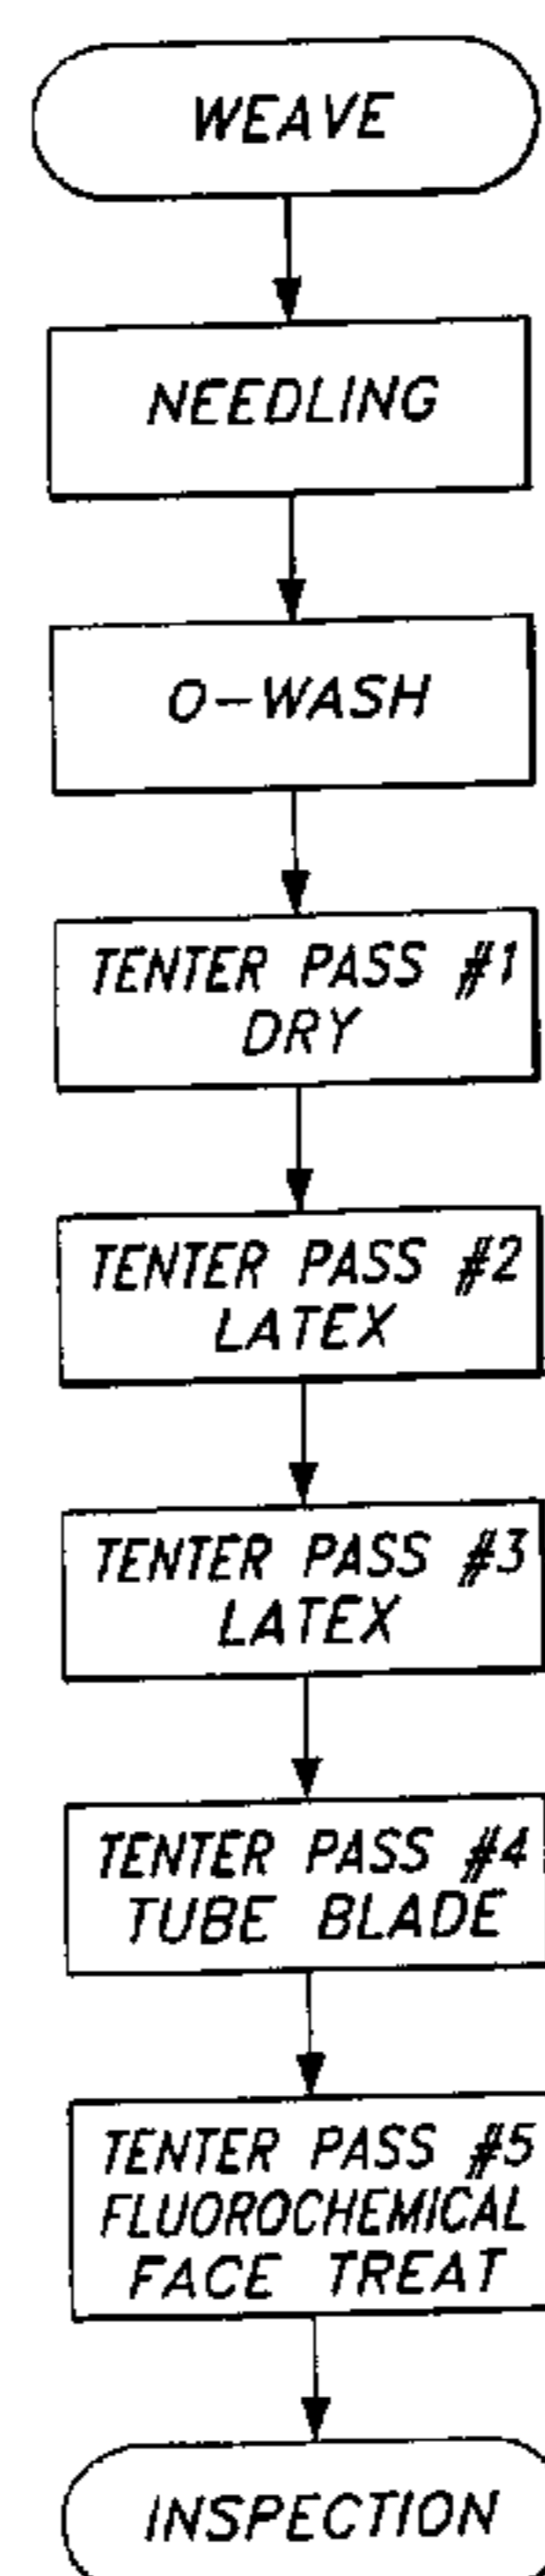 WEAVE
NEEDLING
O-WASH
TENTER PASS #1
DRY
TENTER PASS #2
LATEX
TENTER PASS #3
LATEX
TENTER PASS #4
TUBE BLADE
TENTER PASS #5
FLUOROCHEMICAL
FACE TREAT
INSPECTION